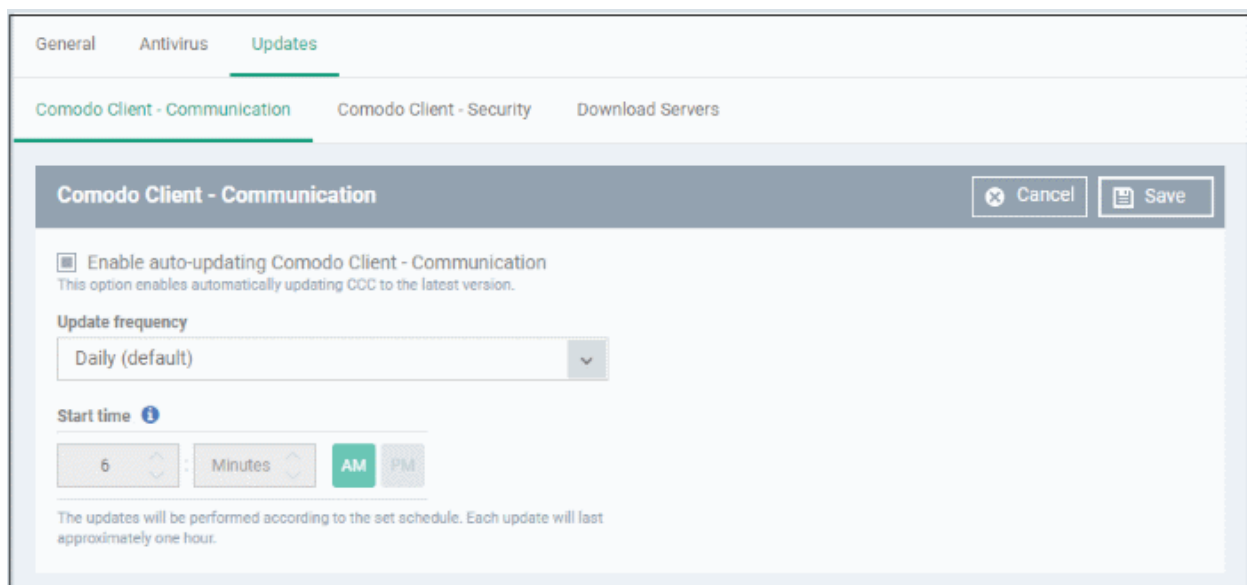 General Antivirus Updates
Comodo Client - Communication Comodo Client - Security Download Servers
Comodo Client - Communication Cancel Save
Enable auto-updating Comodo Client - Communication
This option enables automatically updating CCC to the latest version.
Update frequency
Daily (default)
Start time
6 : Minutes AM PM
The updates will be performed according to the set schedule. Each update will last
approximately one hour.